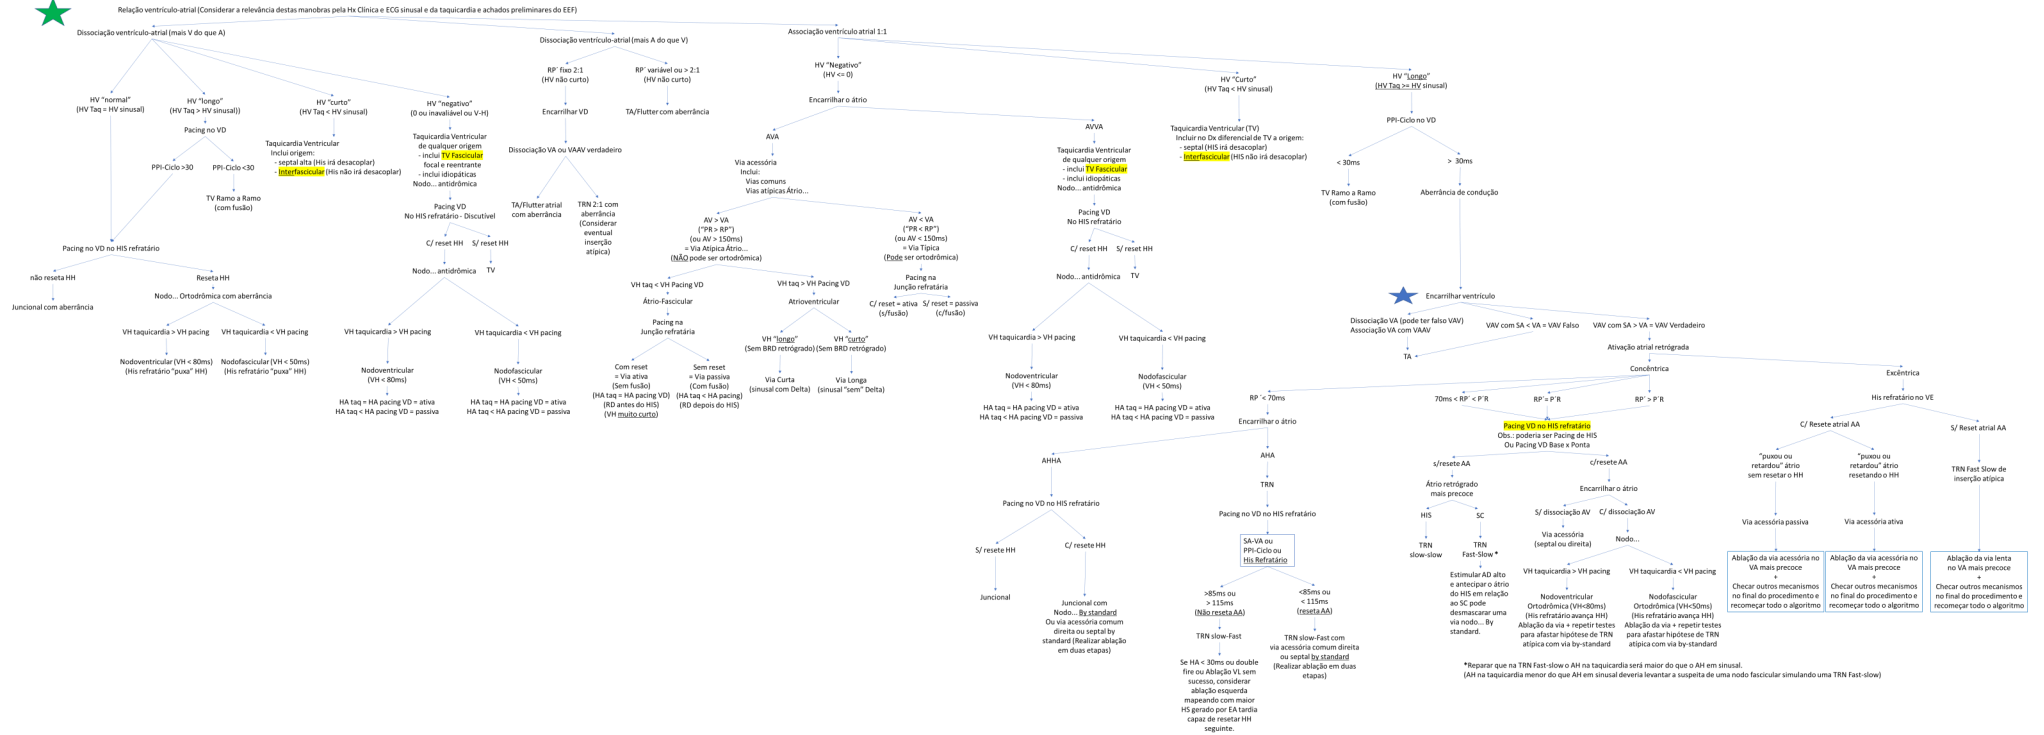 Relação ventrículo-atrial (Considerar a relevância destas manobras pela Hx Clínica e ECG sinusal e da taquicardia e achados preliminares do EEF)
Dissociação ventrículo-atrial (mais V do que A)
HV “normal”
(HV Taq = HV sinusal)
HV “longo”
(HV Taq > HV sinusal))
Pacing no VD
PPI-Ciclo >30
PPI-Ciclo <30
TV Ramo a Ramo
(com fusão)
HV “curto”
(HV Taq < HV sinusal)
Taquicardia Ventricular
Inclui origem:
- septal alta (His irá desacoplar)
- Interfascicular (His não irá desacoplar)
HV “negativo”
(0 ou inavaliável ou V-H)
Taquicardia Ventricular
de qualquer origem
- inclui TV Fascicular
focal e reentrante
- inclui idiopáticas
Nodo... antidrômica
Pacing VD
No HIS refratário - Discutível
C/ reset HH
S/ reset HH
Nodo... antidrômica
TV
VH taquicardia > VH pacing
VH taquicardia < VH pacing
Nodoventricular
(VH < 80ms)
Nodofascicular
(VH < 50ms)
HA taq = HA pacing VD = ativa
HA taq < HA pacing VD = passiva
HA taq = HA pacing VD = ativa
HA taq < HA pacing VD = passiva
Pacing no VD no HIS refratário
não reseta HH
Reseta HH
Juncional com aberrância
Nodo... Ortodrômica com aberrância
VH taquicardia > VH pacing
VH taquicardia < VH pacing
Nodoventricular (VH < 80ms)
(His refratário “puxa” HH)
Nodofascicular (VH < 50ms)
(His refratário “puxa” HH)
Dissociação ventrículo-atrial (mais A do que V)
RP´ fixo 2:1
(HV não curto)
RP´ variável ou > 2:1
(HV não curto)
Encarrilhar VD
TA/Flutter com aberrância
Dissociação VA ou VAAV verdadeiro
TA/Flutter atrial
com aberrância
TRN 2:1 com
aberrância
(Considerar
eventual
inserção
atípica)
Associação ventrículo atrial 1:1
HV “Negativo”
(HV <= 0)
Encarrilhar o átrio
AVA
Via acessória
Inclui:
Vias comuns
Vias atípicas Átrio...
AV > VA
(“PR > RP”)
(ou AV > 150ms)
= Via Atípica Átrio...
(NÃO pode ser ortodrômica)
AV < VA
(“PR < RP”)
(ou AV < 150ms)
= Via Típica
(Pode ser ortodrômica)
Pacing na
Junção refratária
C/ reset = ativa
(s/fusão)
S/ reset = passiva
(c/fusão)
VH taq < VH Pacing VD
VH taq > VH Pacing VD
Átrio-Fascicular
Atrioventricular
Pacing na
Junção refratária
Com reset
= Via ativa
(Sem fusão)
(HA taq = HA pacing VD)
(RD antes do HIS)
(VH muito curto)
Sem reset
= Via passiva
(Com fusão)
(HA taq < HA pacing)
(RD depois do HIS)
VH “longo”
(Sem BRD retrógrado)
VH “curto”
(Sem BRD retrógrado)
Via Curta
(sinusal com Delta)
Via Longa
(sinusal “sem” Delta)
AVVA
Taquicardia Ventricular
de qualquer origem
- inclui TV Fascicular
- inclui idiopáticas
Nodo... antidrômica
Pacing VD
No HIS refratário
C/ reset HH
S/ reset HH
Nodo... antidrômica
TV
VH taquicardia > VH pacing
VH taquicardia < VH pacing
Nodoventricular
(VH < 80ms)
Nodofascicular
(VH < 50ms)
HA taq = HA pacing VD = ativa
HA taq < HA pacing VD = passiva
HA taq = HA pacing VD = ativa
HA taq < HA pacing VD = passiva
HV “Curto”
(HV Taq < HV sinusal)
Taquicardia Ventricular (TV)
Incluir no Dx diferencial de TV a origem:
- septal (HIS irá desacoplar)
- Interfascicular (HIS não irá desacoplar)
HV “Longo”
(HV Taq >= HV sinusal)
PPI-Ciclo no VD
< 30ms
> 30ms
TV Ramo a Ramo
(com fusão)
Aberrância de condução
Encarrilhar ventrículo
Dissociação VA (pode ter falso VAV)
Associação VA com VAAV
VAV com SA < VA = VAV Falso
VAV com SA > VA = VAV Verdadeiro
TA
Ativação atrial retrógrada
Concêntrica
Excêntrica
RP´< 70ms
70ms < RP´ < P´R
RP´= P´R
RP´ > P´R
Encarrilhar o átrio
AHHA
AHA
Pacing no VD no HIS refratário
S/ resete HH
C/ resete HH
Juncional
Juncional com
Nodo... By standard
Ou via acessória comum
direita ou septal by
standard (Realizar ablação
em duas etapas)
TRN
Pacing no VD no HIS refratário
SA-VA ou
PPI-Ciclo ou
His Refratário
>85ms ou
> 115ms
(Não reseta AA)
<85ms ou
< 115ms
(reseta AA)
TRN slow-Fast
TRN slow-Fast com
via acessória comum direita
ou septal by standard
(Realizar ablação em duas
etapas)
Se HA < 30ms ou double
fire ou Ablação VL sem
sucesso, considerar
ablação esquerda
mapeando com maior
HS gerado por EA tardia
capaz de resetar HH
seguinte.
Pacing VD no HIS refratário
Obs.: poderia ser Pacing de HIS
Ou Pacing VD Base x Ponta
s/resete AA
c/resete AA
Átrio retrógrado
mais precoce
HIS
SC
TRN
slow-slow
TRN
Fast-Slow *
Estimular AD alto
e antecipar o átrio
do HIS em relação
ao SC pode
desmascarar uma
via nodo... By
standard.
Encarrilhar o átrio
S/ dissociação AV
C/ dissociação AV
Via acessória
(septal ou direita)
Nodo...
VH taquicardia > VH pacing
VH taquicardia < VH pacing
Nodoventricular
Ortodrômica (VH<80ms)
(His refratário avança HH)
Ablação da via + repetir testes
para afastar hipótese de TRN
atípica com via by-standard
Nodofascicular
Ortodrômica (VH<50ms)
(His refratário avança HH)
Ablação da via + repetir testes
para afastar hipótese de TRN
atípica com via by-standard
His refratário no VE
C/ Resete atrial AA
S/ Reset atrial AA
“puxou ou
retardou” átrio
sem resetar o HH
“puxou ou
retardou” átrio
resetando o HH
TRN Fast Slow de
inserção atípica
Via acessória passiva
Via acessória ativa
Ablação da via acessória no
VA mais precoce
+
Checar outros mecanismos
no final do procedimento e
recomeçar todo o algoritmo
Ablação da via acessória no
VA mais precoce
+
Checar outros mecanismos
no final do procedimento e
recomeçar todo o algoritmo
Ablação da via lenta
no VA mais precoce
+
Checar outros mecanismos
no final do procedimento e
recomeçar todo o algoritmo
*Reparar que na TRN Fast-slow o AH na taquicardia será maior do que o AH em sinusal.
(AH na taquicardia menor do que AH em sinusal deveria levantar a suspeita de uma nodo fascicular simulando uma TRN Fast-slow)